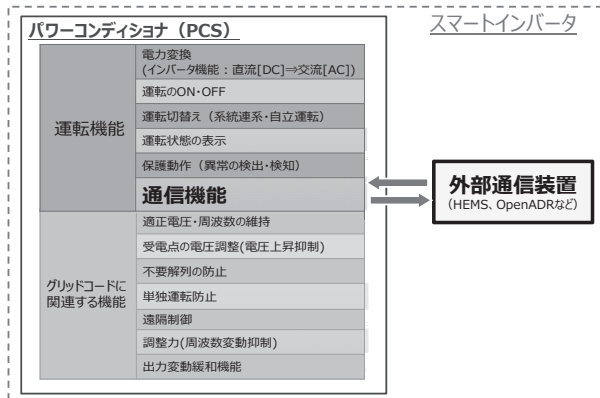 パワーコンディショナ（PCS）
スマートインバータ
運転機能
電力変換
(インバータ機能：直流[DC]⇒交流[AC])
運転のON・OFF
運転切替え（系統連系・自立運転）
運転状態の表示
保護動作（異常の検出・検知）
通信機能
外部通信装置
(HEMS、OpenADRなど)
グリッドコードに
関連する機能
適正電圧・周波数の維持
受電点の電圧調整(電圧上昇抑制)
不要解列の防止
単独運転防止
遠隔制御
調整力(周波数変動抑制)
出力変動緩和機能